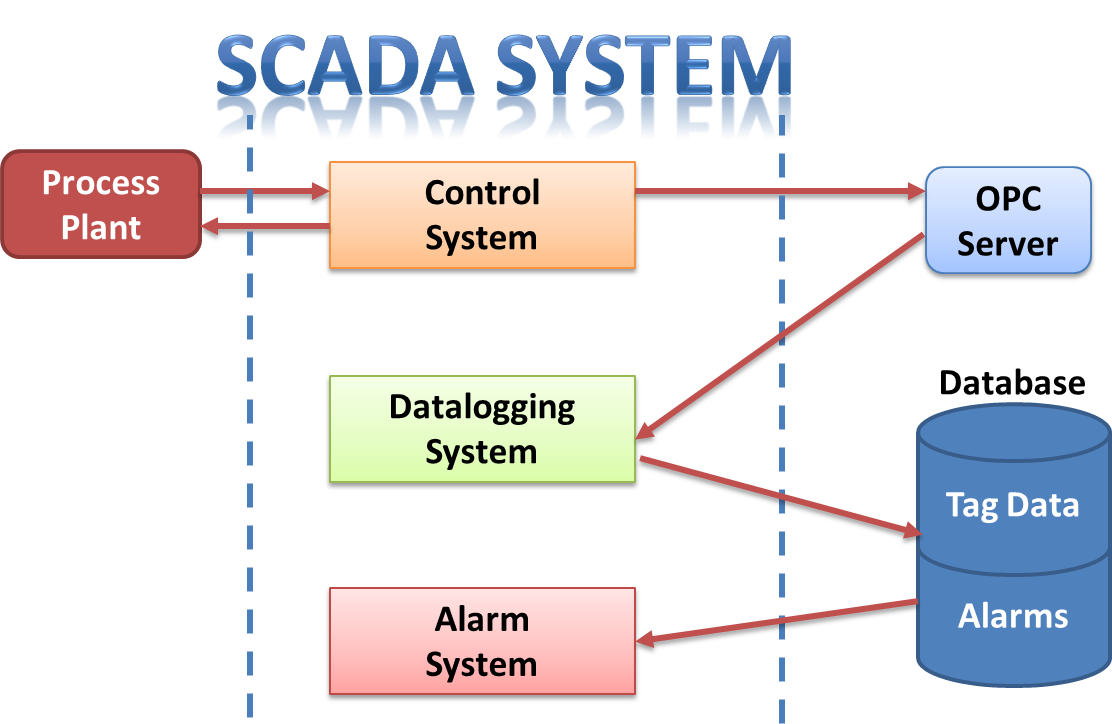 SCADA SYSTEM
Process
Plant
Control
System
OPC
Server
Datalogging
System
Database
Tag Data
Alarms
Alarm
System